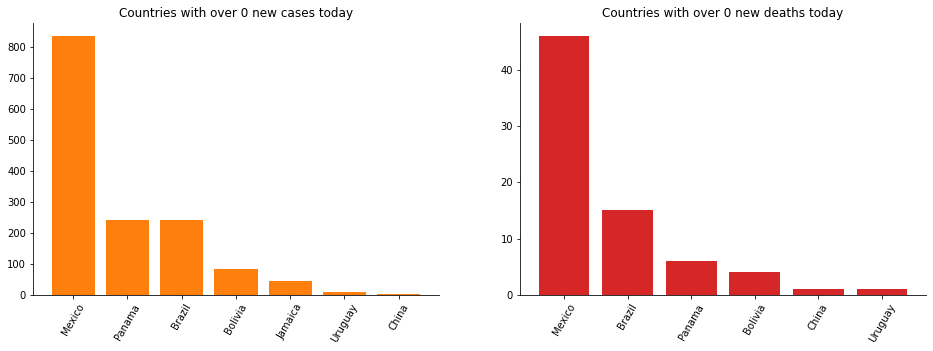 Countries with over 0 new cases today
800
700
600
500
400
300
200
100
0
Mexico
Panama
Brazil
Bolivia
Jamaica
Uruguay
China
Countries with over 0 new deaths today
40
30
20
10
0
Mexico
Brazil
Panama
Bolivia
China
Uruguay